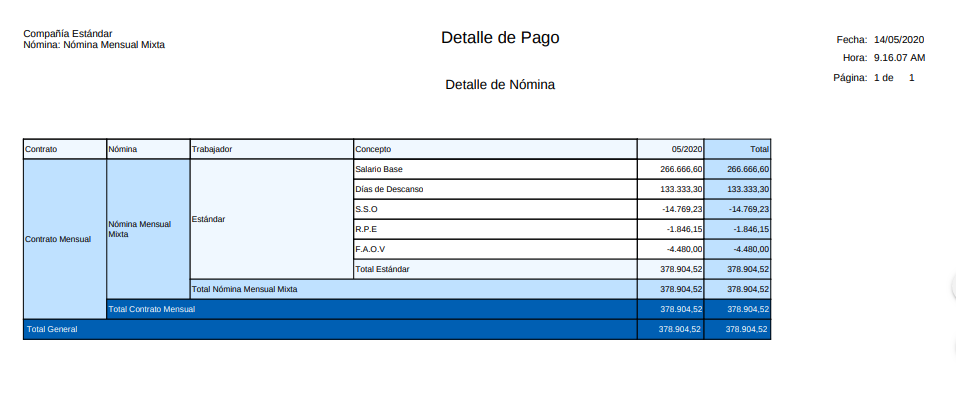 Compañía Estándar
Nómina: Nómina Mensual Mixta
Detalle de Pago
Detalle de Nómina
Fecha: 14/05/2020
Hora: 9.16.07 AM
Página: 1 de 1
Contrato Nómina Trabajador Concepto 05/2020 Total
Contrato Mensual
Nómina Mensual
Mixta
Estándar
Salario Base 266.666,60 266.666,60
Días de Descanso 133.333,30 133.333,30
S.S.O -14.769,23 -14.769,23
R.P.E -1.846,15 -1.846,15
F.A.O.V -4.480,00 -4.480,00
Total Estándar 378.904,52 378.904,52
Total Nómina Mensual Mixta 378.904,52 378.904,52
Total Contrato Mensual 378.904,52 378.904,52
Total General 378.904,52 378.904,52